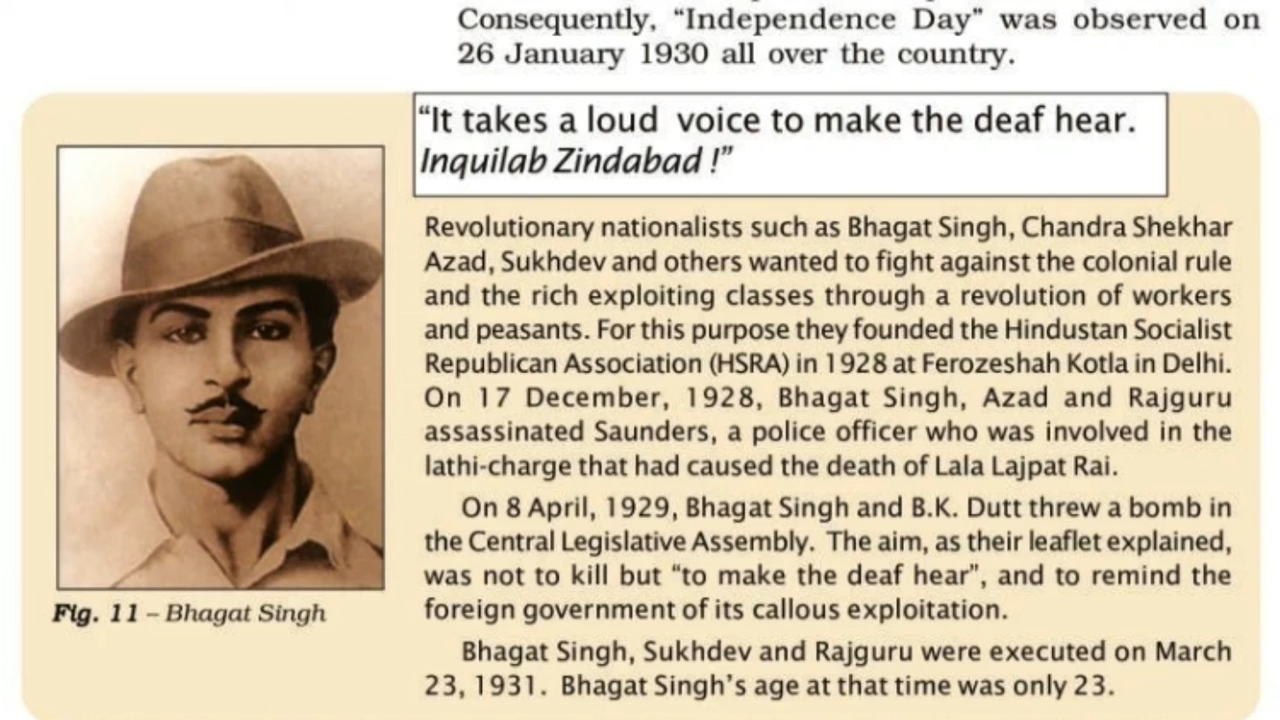 Consequently, “Independence Day” was observed on
26 January 1930 all over the country.
“It takes a loud  voice to make the deaf hear.
Inquilab Zindabad !”
Revolutionary nationalists such as Bhagat Singh, Chandra Shekhar
Azad, Sukhdev and others wanted to fight against the colonial rule
and the rich exploiting classes through a revolution of workers
and peasants. For this purpose they founded the Hindustan Socialist
Republican Association (HSRA) in 1928 at Ferozeshah Kotla in Delhi.
On 17 December, 1928, Bhagat Singh, Azad and Rajguru
assassinated Saunders, a police officer who was involved in the
lathi-charge that had caused the death of Lala Lajpat Rai.
On 8 April, 1929, Bhagat Singh and B.K. Dutt threw a bomb in
the Central Legislative Assembly.  The aim, as their leaflet explained,
was not to kill but “to make the deaf hear”, and to remind the
foreign government of its callous exploitation.
Bhagat Singh, Sukhdev and Rajguru were executed on March
23, 1931.  Bhagat Singh’s age at that time was only 23.
Fig. 11 – Bhagat Singh